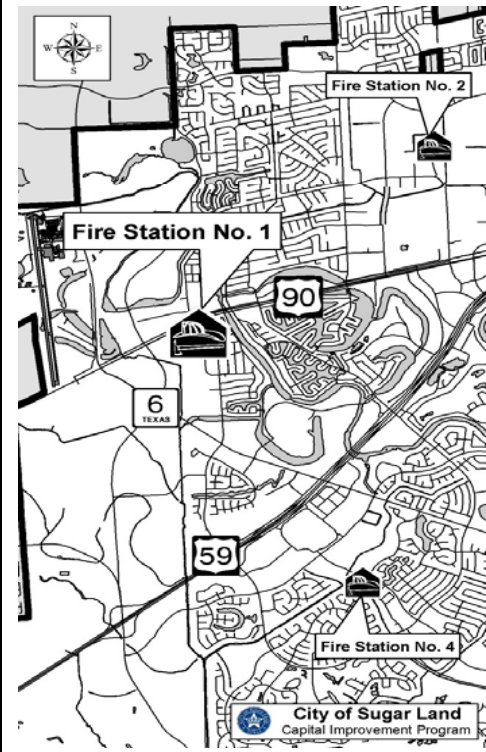 N
W E
S
Fire Station No. 2
Fire Station No. 1
90
6
TEXAS
59
Fire Station No. 4
City of Sugar Land
Capital Improvement Program